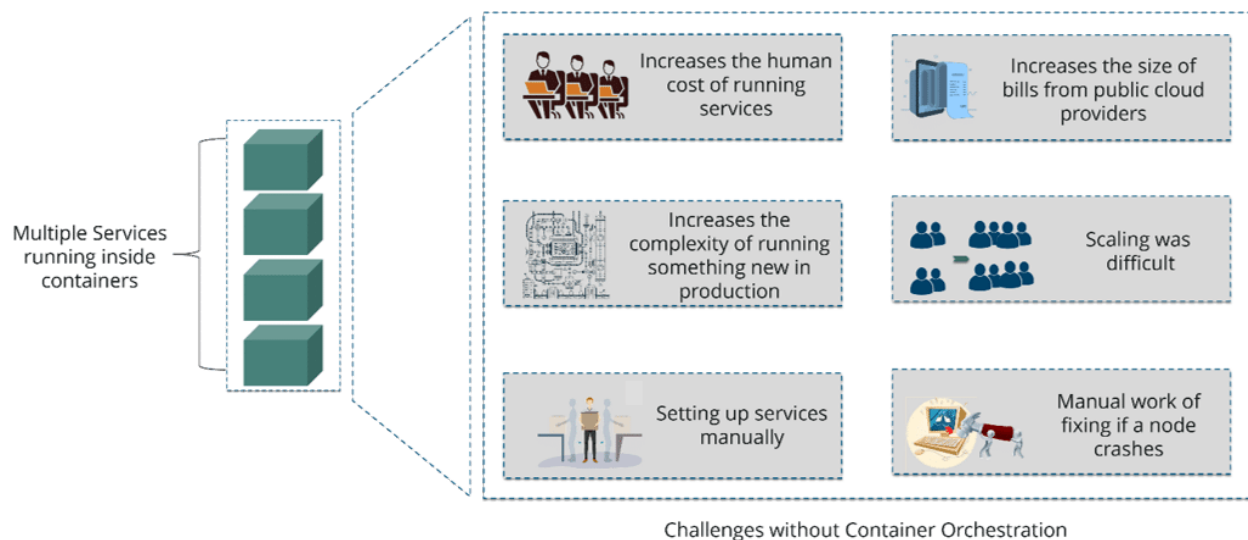 Multiple Services
running inside
containers
Increases the human
cost of running
services
Increases the size of
bills from public cloud
providers
Increases the
complexity of running
something new in
production
Scaling was
difficult
Setting up services
manually
Manual work of
fixing if a node
crashes
Challenges without Container Orchestration